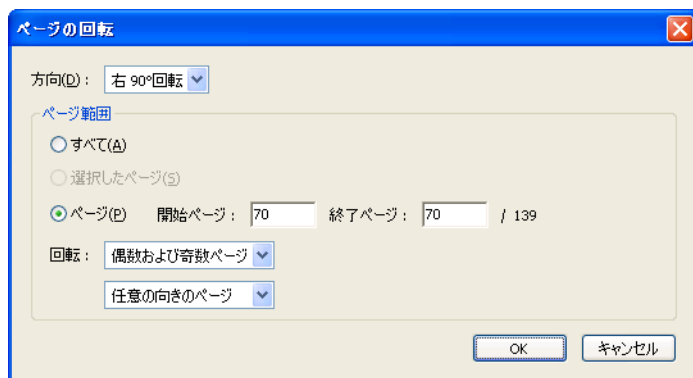 ページの回転
方向(D)： 右 90°回転
ページ範囲
すべて(A)
選択したページ(S)
ページ(P) 開始ページ： 70 終了ページ： 70 / 139
回転： 偶数および奇数ページ
任意の向きのページ
OK キャンセル